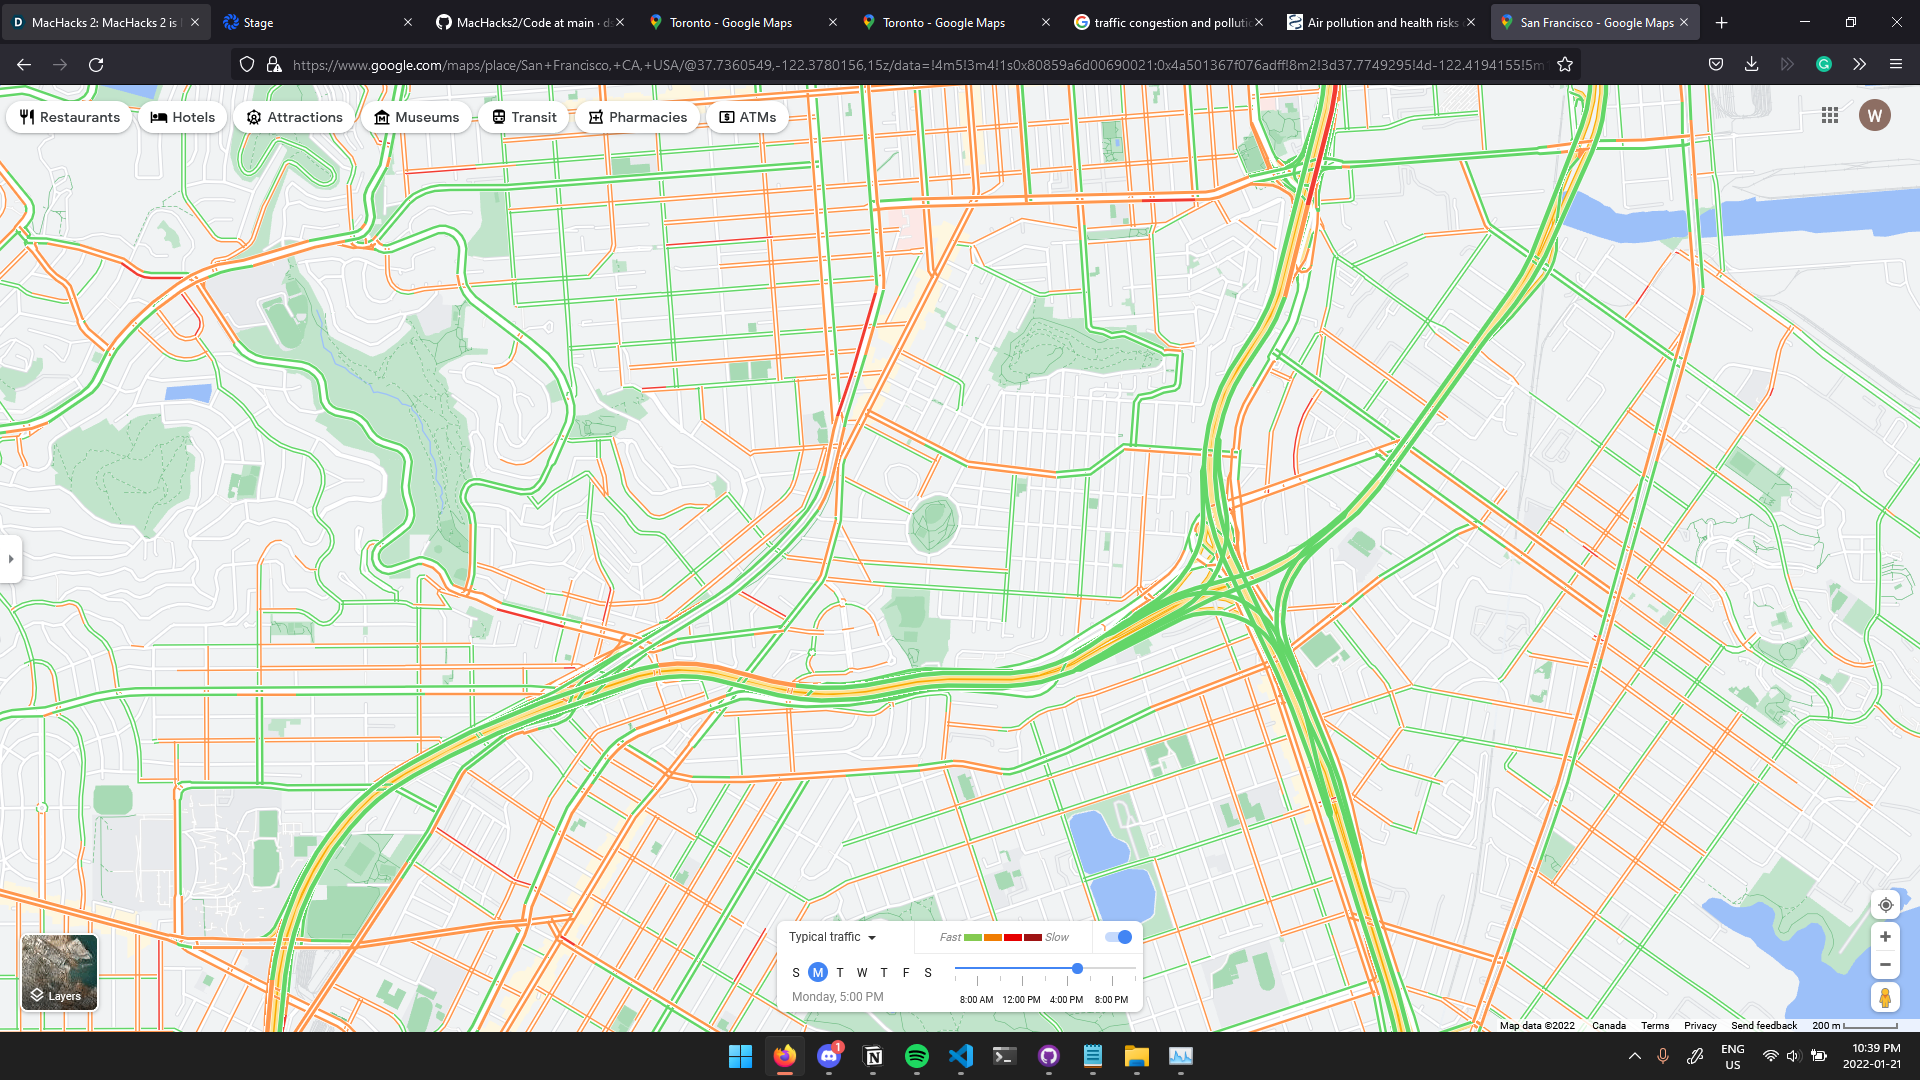 MacHacks 2: MacHacks 2 is
Stage
MacHacks2/Code at main · ds
Toronto - Google Maps
Toronto - Google Maps
traffic congestion and pollutio
Air pollution and health risks
San Francisco - Google Maps
https://www.google.com/maps/place/San+Francisco,+CA,+USA/@37.7360549,-122.3780156,15z/data=!4m5!3m4!1s0x80859a6d00690021:0x4a501367f076adff!8m2!3d37.7749295!4d-122.4194155!5m
Restaurants
Hotels
Attractions
Museums
Transit
Pharmacies
ATMs
W
Typical traffic
Fast
Slow
S M T W T F S
Monday, 5:00 PM
8:00 AM 12:00 PM 4:00 PM 8:00 PM
Layers
Map data ©2022 Canada Terms Privacy Send feedback 200 m
1
ENG
US
10:39 PM
2022-01-21